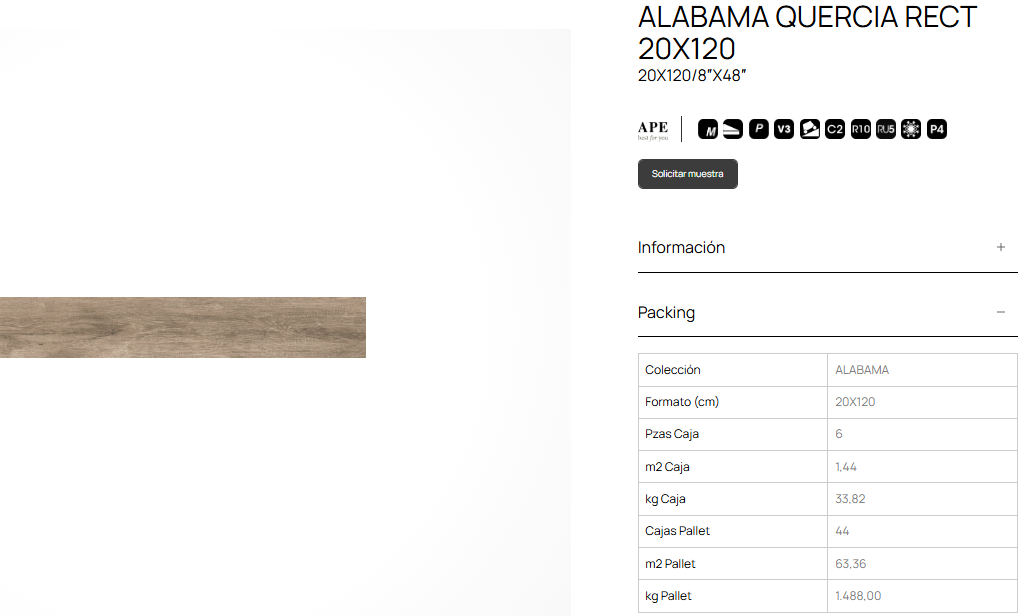 ALABAMA QUERCIA RECT
20X120
20X120/8"X48"
APE
best for you
M P V3 C2 R10 RU5 P4
Solicitar muestra
Información +
Packing −
Colección ALABAMA
Formato (cm) 20X120
Pzas Caja 6
m2 Caja 1,44
kg Caja 33,82
Cajas Pallet 44
m2 Pallet 63,36
kg Pallet 1.488,00